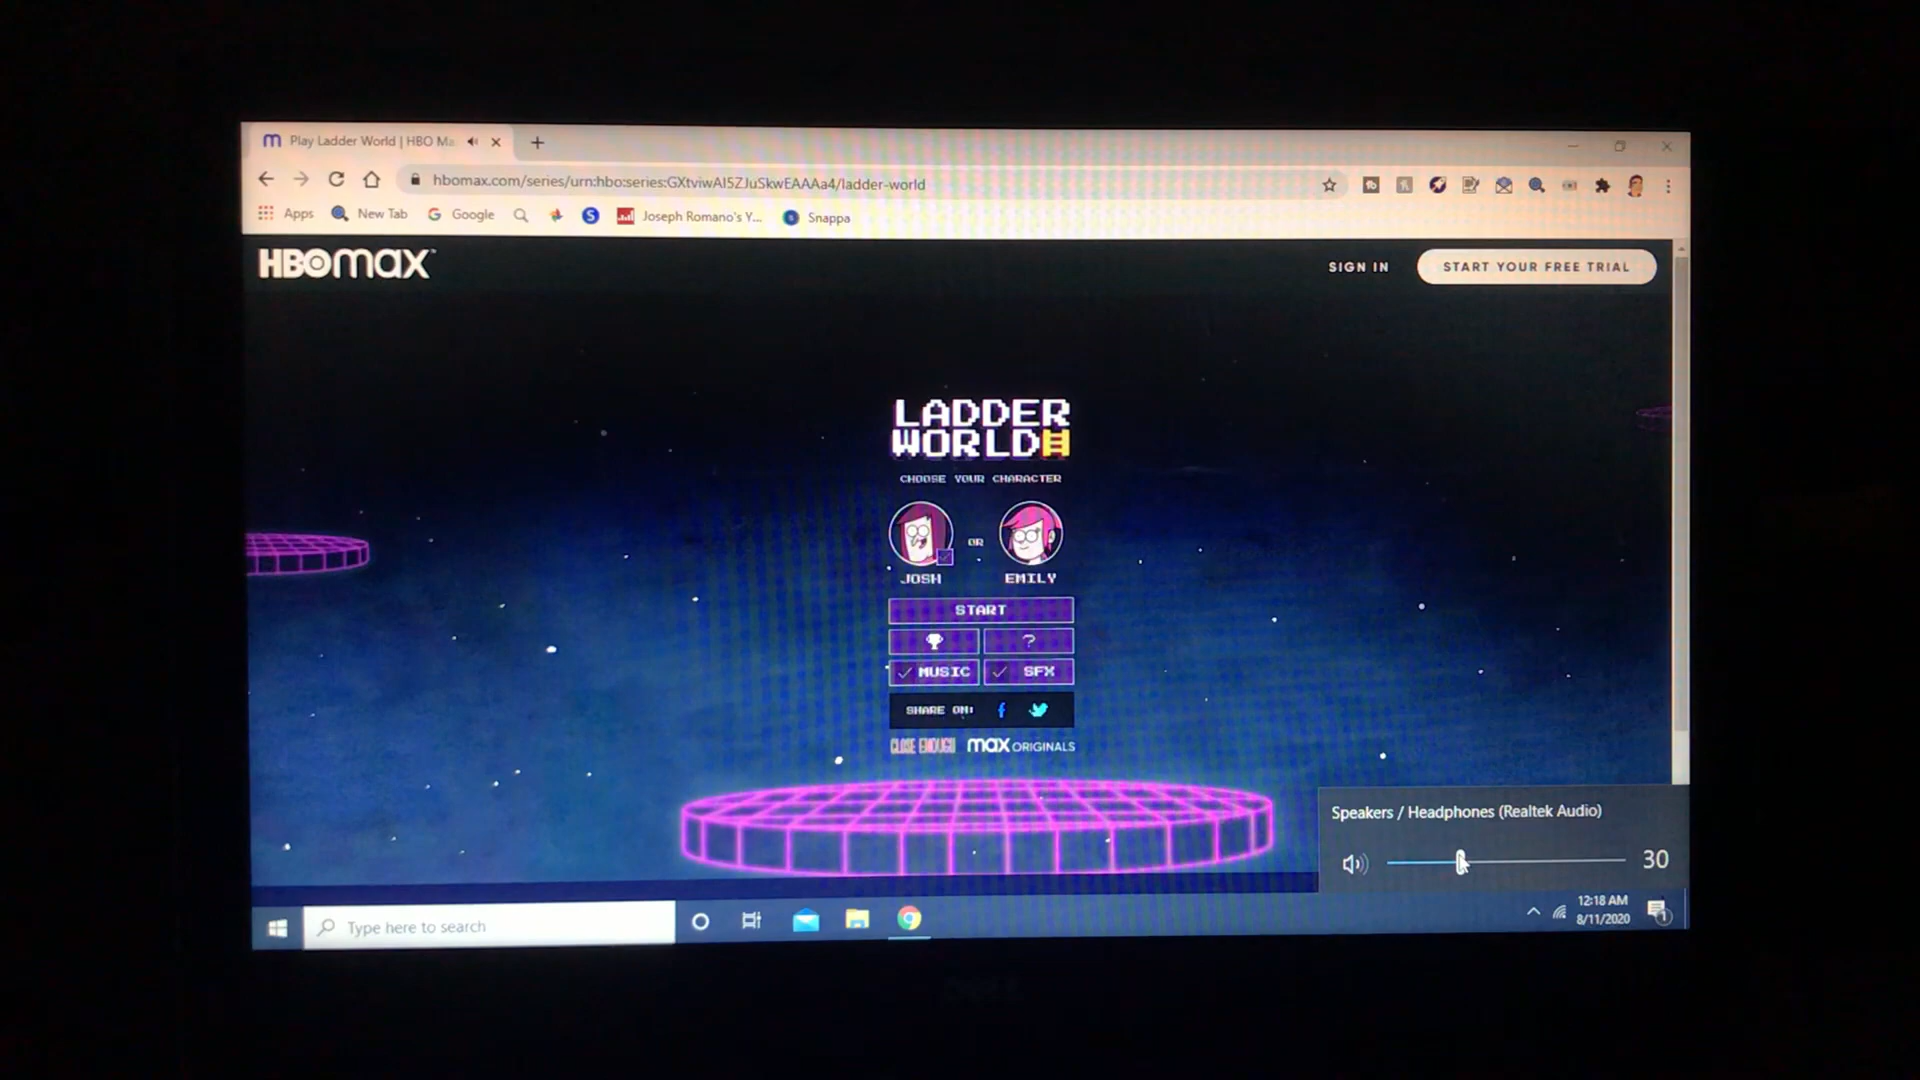 Play Ladder World | HBO Ma
hbomax.com/series/urn:hbo:series:GXtviwAI5ZJuSkwEAAAa4/ladder-world
Apps New Tab Google S Joseph Romano's Y... S Snappa
HBOMAX SIGN IN START YOUR FREE TRIAL
LADDER
WORLD
CHOOSE YOUR CHARACTER
OR
JOSH EMILY
START
?
MUSIC SFX
SHARE ON: f
CLOSE ENOUGH max ORIGINALS
Speakers / Headphones (Realtek Audio)
30
Type here to search
12:18 AM
8/11/2020
1